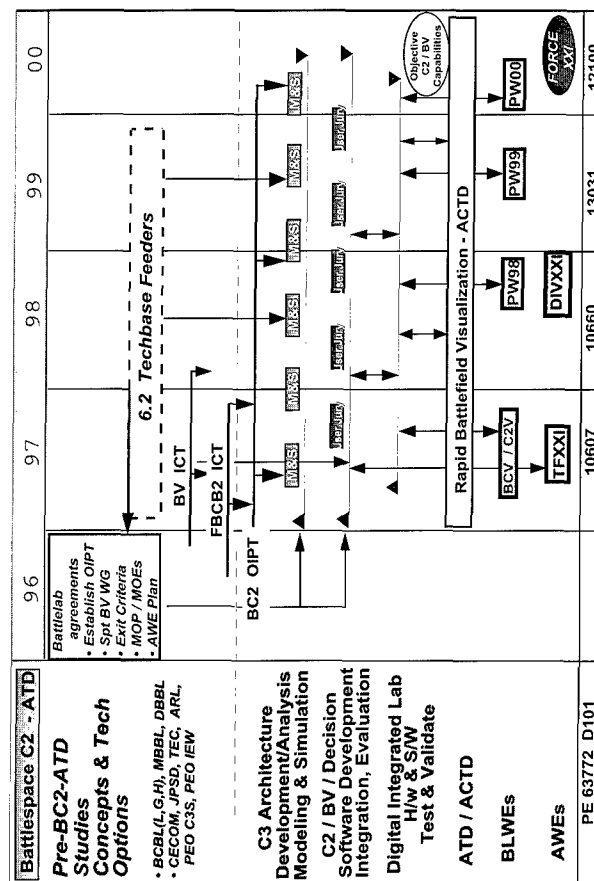 Battlespace C2 - ATD
96
97
98
99
00
Pre-BC2-ATD
Studies
Concepts & Tech
Options
• BCBL(L,G,H), MBBL, DBBL
• CECOM, JPSD, TEC, ARL,
PEO C3S, PEO IEW
Battlelab
agreements
• Establish OIPT
• Spt BV WG
• Exit Criteria
• MOP / MOEs
• AWE Plan
6.2 Techbase Feeders
BV ICT
FBCB2 ICT
BC2 OIPT
C3 Architecture
Development/Analysis
Modeling & Simulation
M&S
M&S
M&S
M&S
M&S
M&S
C2 / BV / Decision
Software Development
Integration, Evaluation
User Jury
User Jury
User Jury
User Jury
User Jury
Digital Integrated Lab
H/w & S/W
Test & Validate
Objective
C2 / BV
Capabilities
ATD / ACTD
Rapid Battlefield Visualization - ACTD
BLWEs
BCV / C2V
PW98
PW99
PW00
AWEs
TFXXI
DIVXXI
FORCE
XXI
PE 63772 D101
10607
10660
13031
12100